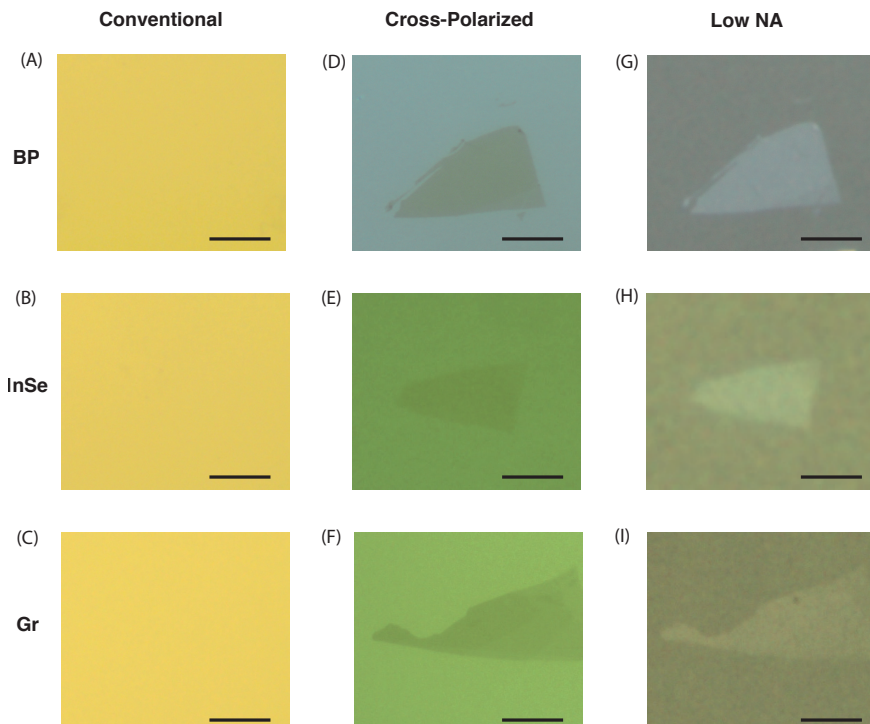 Conventional
Cross-Polarized
Low NA
(A)
(D)
(G)
BP
(B)
(E)
(H)
InSe
(C)
(F)
(I)
Gr